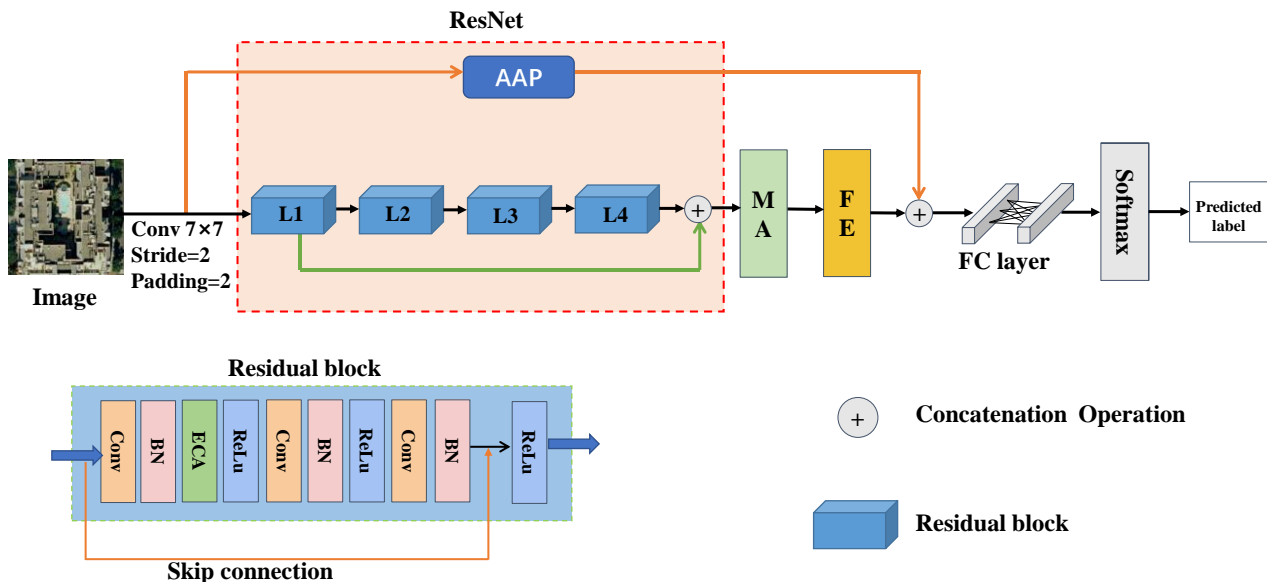 ResNet
AAP
L1
L2
L3
L4
+
M
A
F
E
+
Softmax
Predicted
label
Conv 7×7
Stride=2
Padding=2
Image
FC layer
Residual block
Conv
BN
ECA
ReLu
Conv
BN
ReLu
Conv
BN
ReLu
Skip connection
+
Concatenation Operation
Residual block